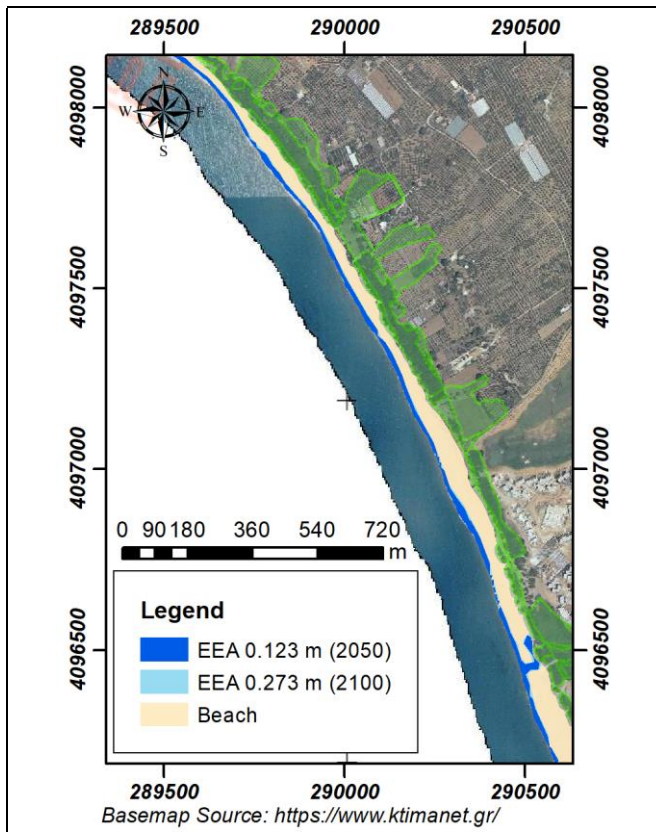 289500 290000 290500
4098000 4098000
N
W E
S
4097500 4097500
4097000 4097000
0 90 180 360 540 720
m
Legend
EEA 0.123 m (2050)
EEA 0.273 m (2100)
Beach
4096500 4096500
289500 290000 290500
Basemap Source: https://www.ktimanet.gr/